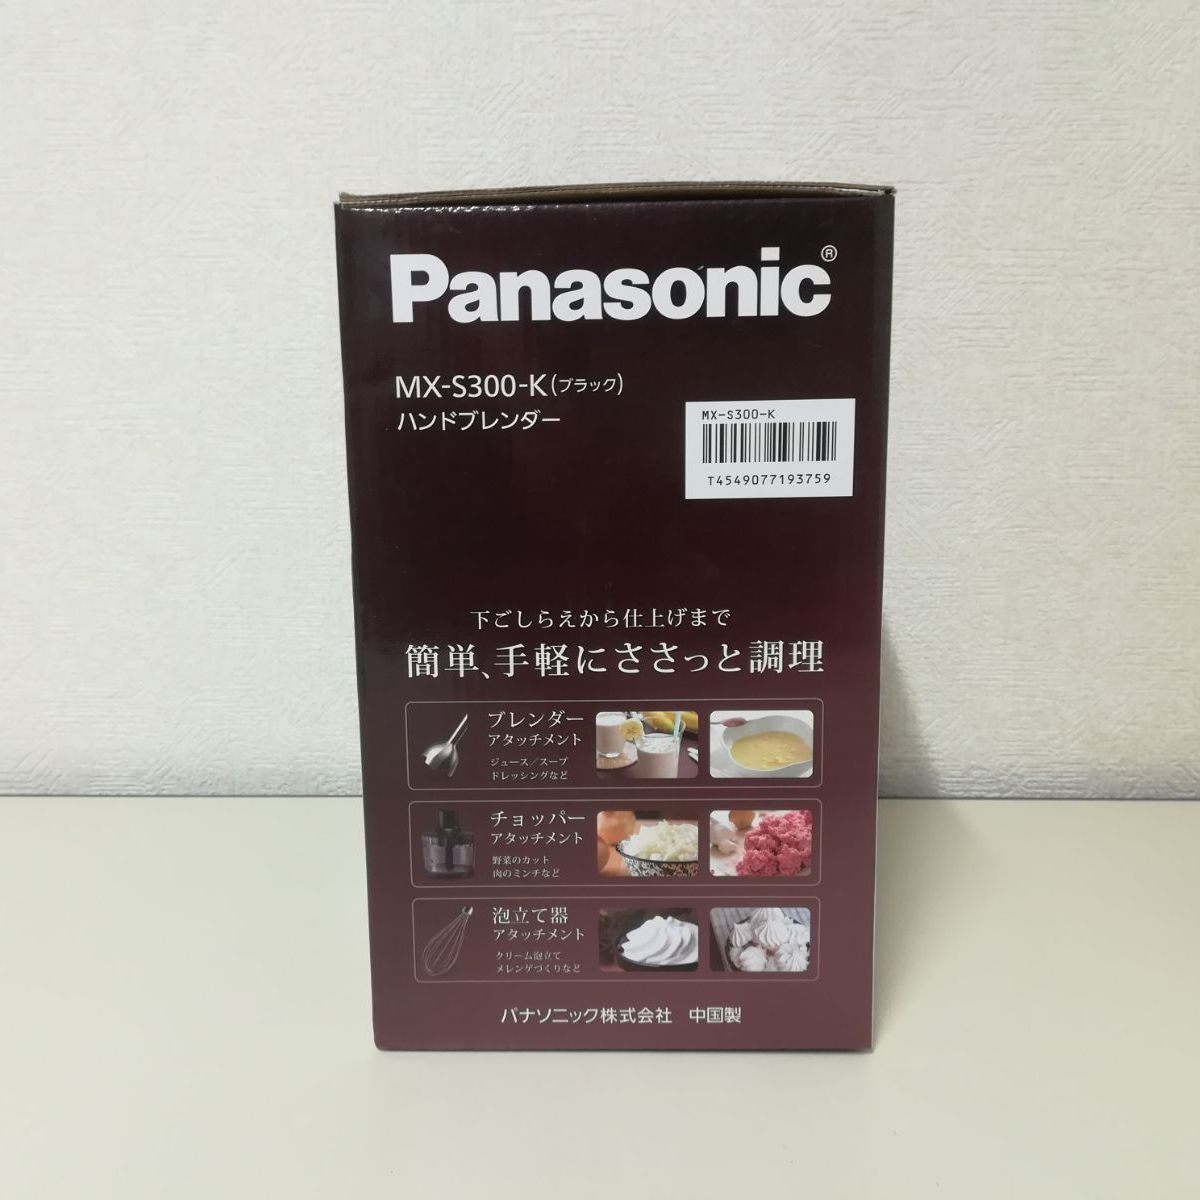 Panasonic®
MX-S300-K(ブラック)
ハンドブレンダー
MX-S300-K
T4549077193759
下ごしらえから仕上げまで
簡単、手軽にささっと調理
ブレンダー
アタッチメント
ジュース/スープ
ドレッシングなど
チョッパー
アタッチメント
野菜のカット
肉のミンチなど
泡立て器
アタッチメント
クリーム泡立て
メレンゲづくりなど
パナソニック株式会社 中国製